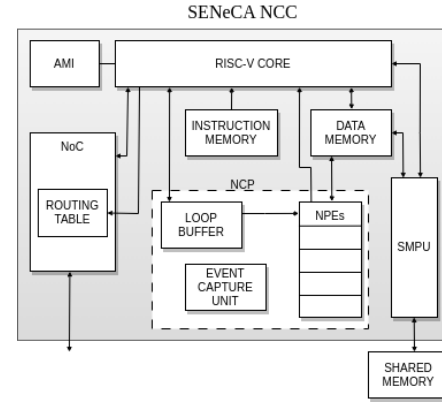 SENeCA NCC
AMI
RISC-V CORE
NoC
INSTRUCTION
MEMORY
DATA
MEMORY
ROUTING
TABLE
NCP
LOOP
BUFFER
NPEs
SMPU
EVENT
CAPTURE
UNIT
SHARED
MEMORY